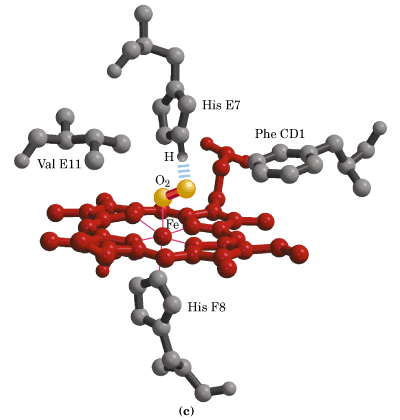 His E7
Phe CD1
Val E11
H
O2
Fe
His F8
(c)